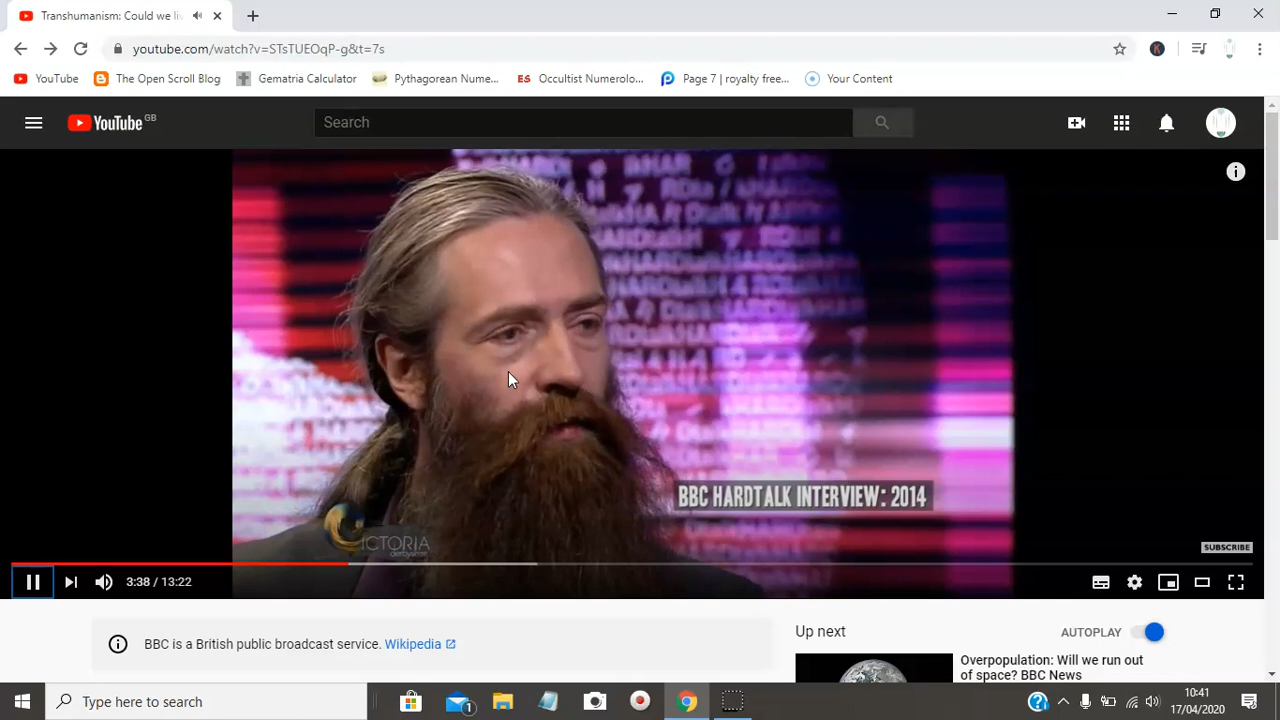 Transhumanism: Could we li
youtube.com/watch?v=STsTUEOqP-g&t=7s
YouTube
The Open Scroll Blog
Gematria Calculator
Pythagorean Nume...
ES Occultist Numerolo...
Page 7 | royalty free...
Your Content
YouTube GB
Search
BBC HARDTALK INTERVIEW: 2014
ICTORIA
SUBSCRIBE
3:38 / 13:22
BBC is a British public broadcast service. Wikipedia
Up next
AUTOPLAY
Overpopulation: Will we run out
of space? BBC News
Type here to search
1
10:41
17/04/2020